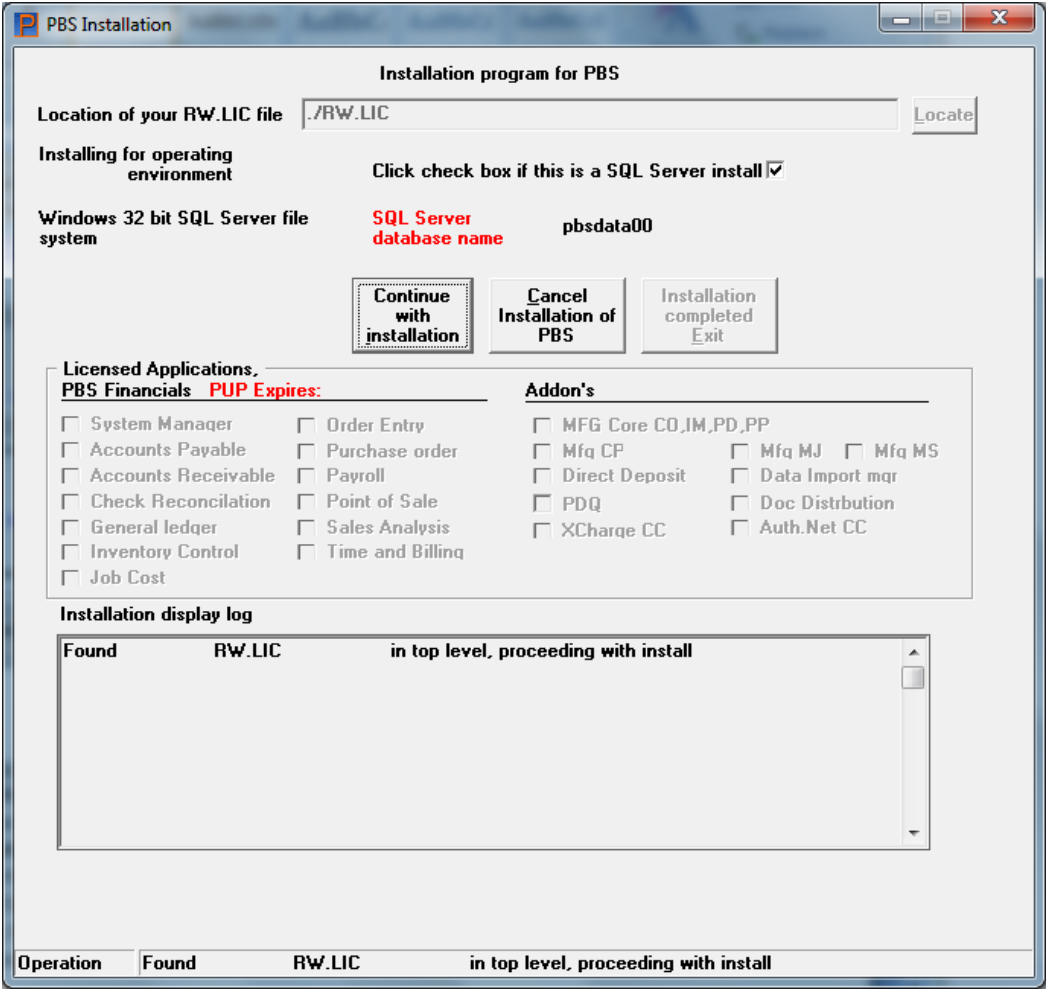 PBS Installation
Installation program for PBS
Location of your RW.LIC file ./RW.LIC Locate
Installing for operating
environment
Click check box if this is a SQL Server install
Windows 32 bit SQL Server file
system
SQL Server
database name
pbsdata00
Continue
with
installation
Cancel
Installation of
PBS
Installation
completed
Exit
Licensed Applications,
PBS Financials PUP Expires:
Addon's
System Manager
Accounts Payable
Accounts Receivable
Check Reconcilation
General ledger
Inventory Control
Job Cost
Order Entry
Purchase order
Payroll
Point of Sale
Sales Analysis
Time and Billing
MFG Core CO,IM,PD,PP
Mfg CP Mfg MJ Mfg MS
Direct Deposit Data Import mgr
PDQ Doc Distrbution
XCharge CC Auth.Net CC
Installation display log
Found RW.LIC in top level, proceeding with install
Operation Found RW.LIC in top level, proceeding with install